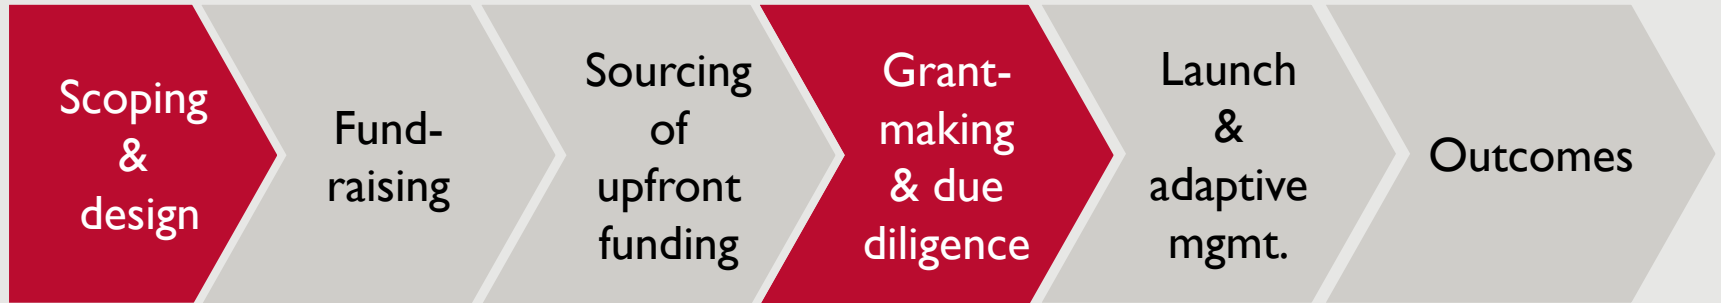 Scoping
&
design
Fund-
raising
Sourcing
of
upfront
funding
Grant-
making
& due
diligence
Launch
&
adaptive
mgmt.
Outcomes